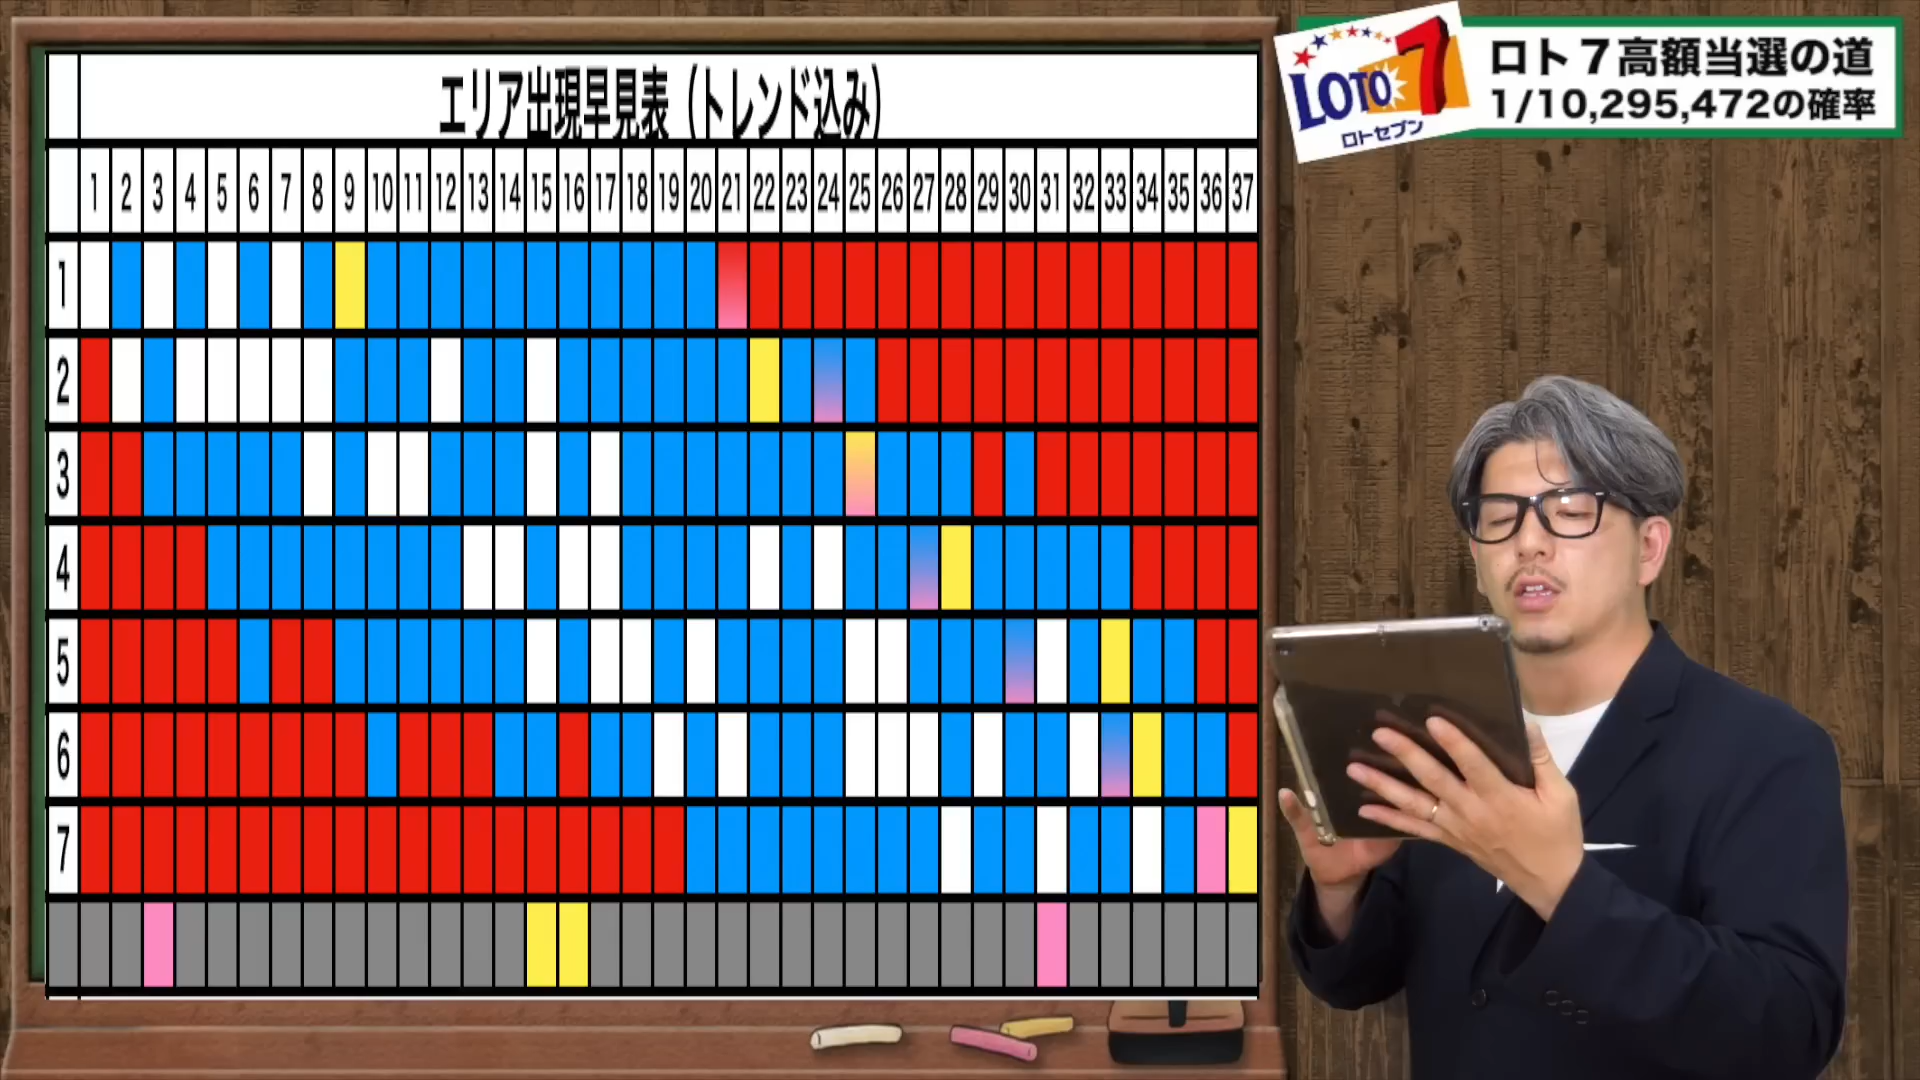 エリア出現早見表（トレンド込み）
1 2 3 4 5 6 7 8 9 10 11 12 13 14 15 16 17 18 19 20 21 22 23 24 25 26 27 28 29 30 31 32 33 34 35 36 37
1
2
3
4
5
6
7
LOTO 7
ロトセブン
ロト７高額当選の道
1/10,295,472の確率